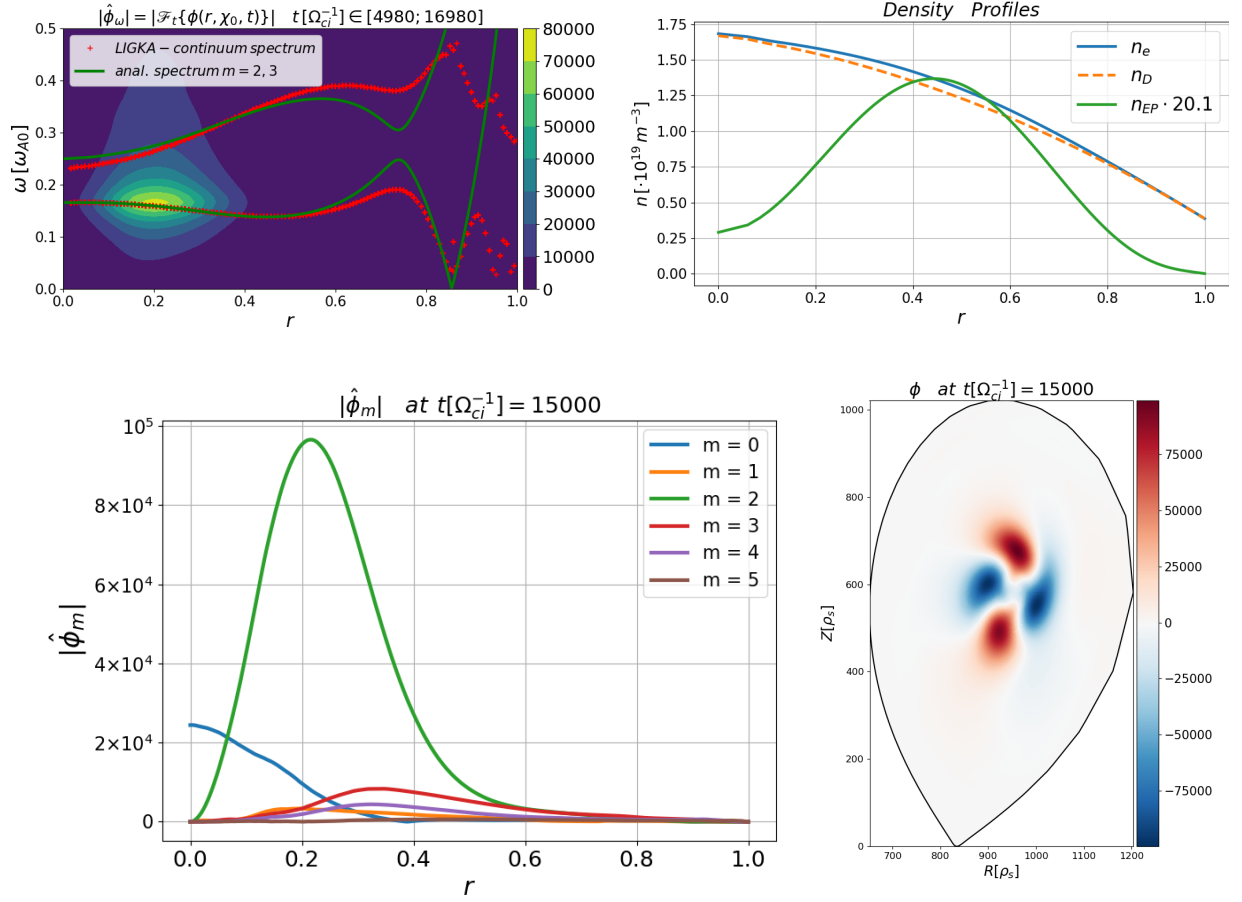 |ϕ̂_ω| = |ℱ_t{ϕ(r, χ_0, t)}| t[Ω_ci^-1] ∈ [4980; 16980]
0.5
0.4
0.3
0.2
0.1
0.0
ω [ω_A0]
LIGKA − continuum spectrum
anal. spectrum m = 2, 3
0.0 0.2 0.4 0.6 0.8 1.0
r
80000
70000
60000
50000
40000
30000
20000
10000
0
Density Profiles
1.75
1.50
1.25
1.00
0.75
0.50
0.25
0.00
n [·10^19 m^-3]
n_e
n_D
n_EP · 20.1
0.0 0.2 0.4 0.6 0.8 1.0
r
|ϕ̂_m| at t[Ω_ci^-1] = 15000
10^5
8×10^4
6×10^4
4×10^4
2×10^4
0
|ϕ̂_m|
m = 0
m = 1
m = 2
m = 3
m = 4
m = 5
0.0 0.2 0.4 0.6 0.8 1.0
r
ϕ at t[Ω_ci^-1] = 15000
1000
800
600
400
200
0
Z[ρ_s]
700 800 900 1000 1100 1200
R[ρ_s]
75000
50000
25000
0
−25000
−50000
−75000